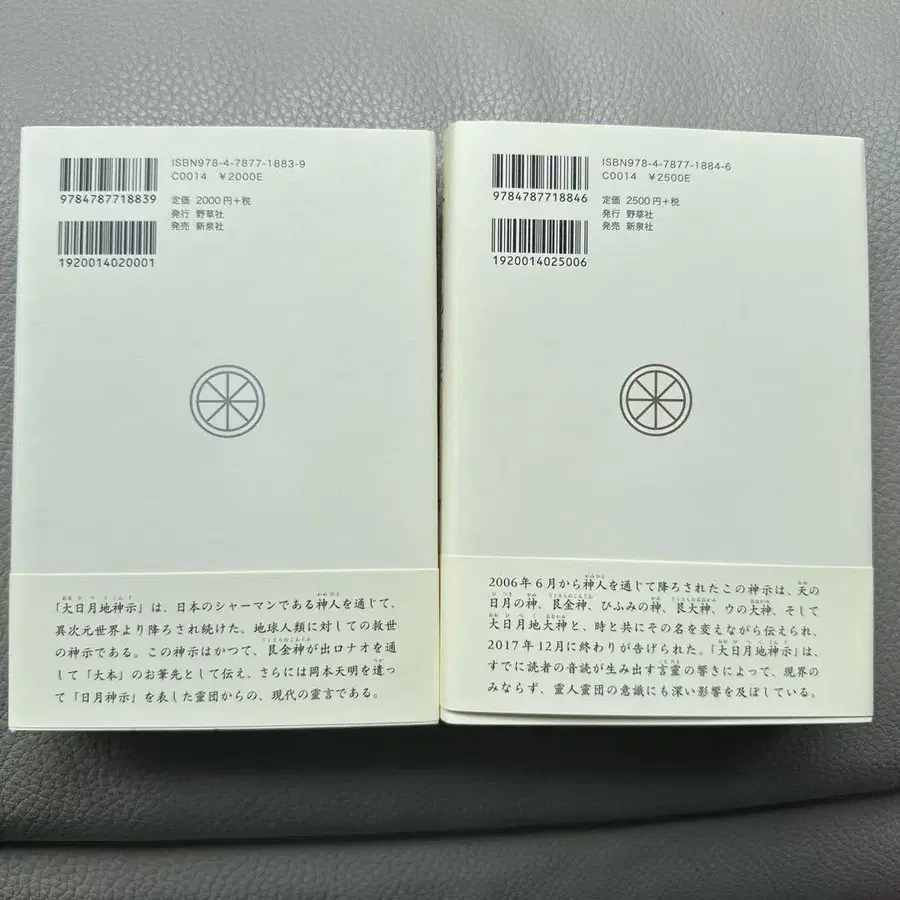 ISBN978-4-7877-1883-9
C0014 ¥2000E
9784787718839
定価 2000円+税
発行 野草社
発売 新泉社
1920014020001
「大日月地神示」は、日本のシャーマンである神人を通じて、
異次元世界より降ろされ続けた、地球人類に対しての救世
の神示である。この神示はかつて、艮金神が出口ナオを通
して「大本」のお筆先として伝え、さらには岡本天明を遣っ
て「日月神示」を表した霊団からの、現代の霊言である。
ISBN978-4-7877-1884-6
C0014 ¥2500E
9784787718846
定価 2500円+税
発行 野草社
発売 新泉社
1920014025006
2006年6月から神人を通じて降ろされたこの神示は、天の
日月の神、艮金神、ひふみの神、艮大神、ウの大神、そして
大日月地大神と、時と共にその名を変えながら伝えられ、
2017年12月に終わりが告げられた。「大日月地神示」は、
すでに読者の音読が生み出す言霊の響きによって、現界の
みならず、霊人霊団の意識にも深い影響を及ぼしている。